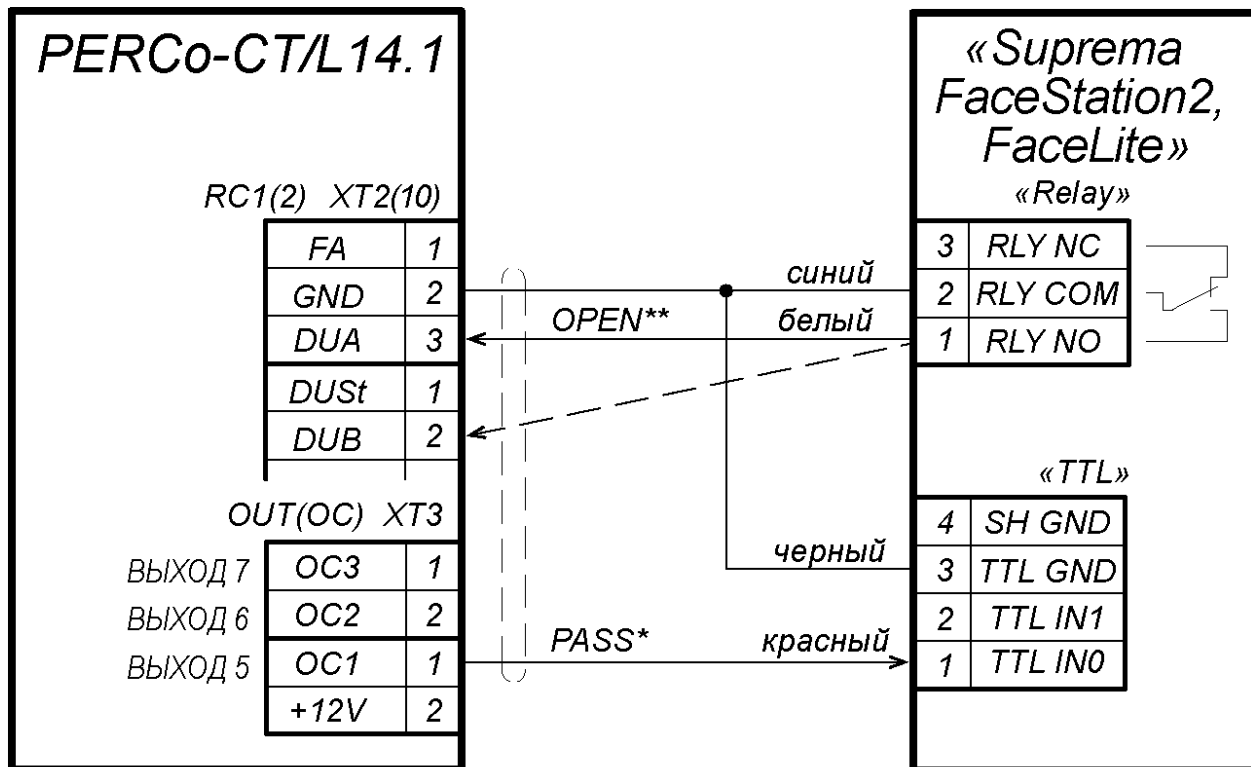 PERCo-CT/L14.1
«Suprema
FaceStation2,
FaceLite»
RC1(2) XT2(10)
FA 1
GND 2
DUA 3
DUSt 1
DUB 2
OUT(OC) XT3
ВЫХОД 7 OC3 1
ВЫХОД 6 OC2 2
ВЫХОД 5 OC1 1
+12V 2
синий
OPEN** белый
черный
PASS* красный
«Relay»
3 RLY NC
2 RLY COM
1 RLY NO
«TTL»
4 SH GND
3 TTL GND
2 TTL IN1
1 TTL IN0